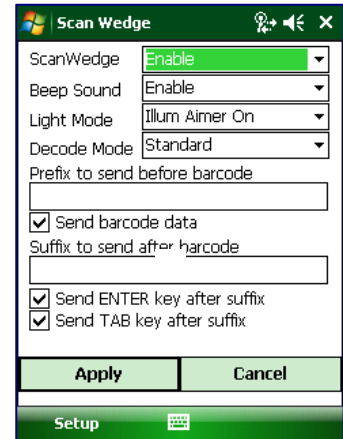 Scan Wedge
ScanWedge Enable
Beep Sound Enable
Light Mode Illum Aimer On
Decode Mode Standard
Prefix to send before barcode
Send barcode data
Suffix to send after barcode
Send ENTER key after suffix
Send TAB key after suffix
Apply Cancel
Setup